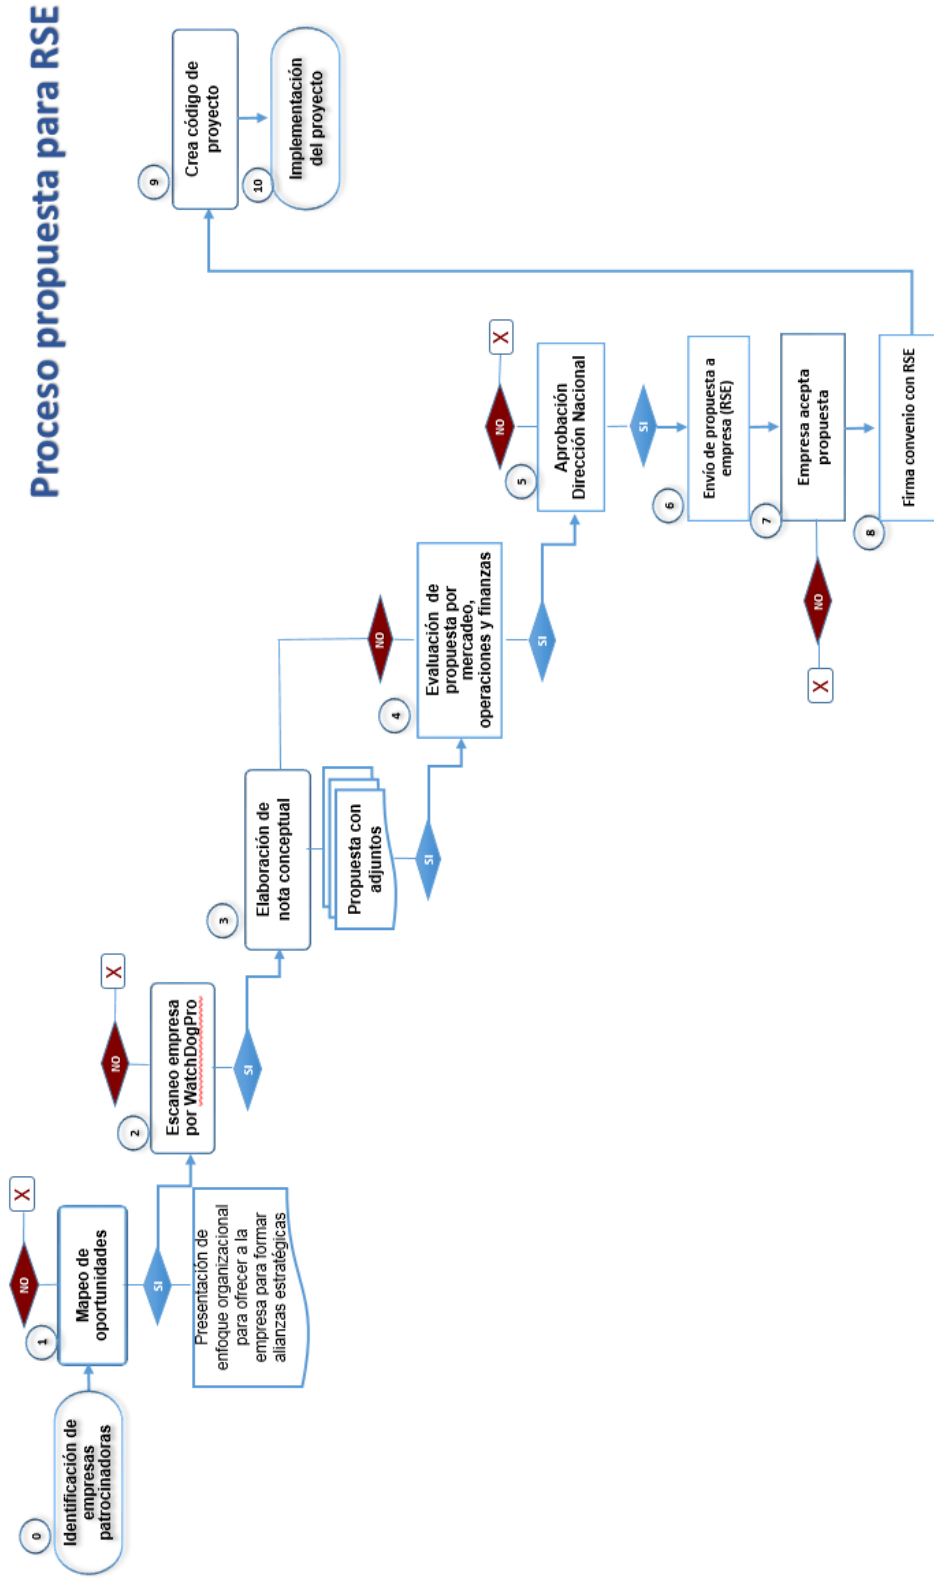 Proceso propuesta para RSE
0
Identificación de
empresas
patrocinadoras
1
Mapeo de
oportunidades
NO
X
SI
Presentación de
enfoque organizacional
para ofrecer a la
empresa para formar
alianzas estratégicas
2
Escaneo empresa
por WatchDogPro
NO
X
SI
3
Elaboración de
nota conceptual
Propuesta con
adjuntos
SI
4
Evaluación de
propuesta por
mercadeo,
operaciones y finanzas
NO
SI
5
Aprobación
Dirección Nacional
NO
X
SI
6
Envío de propuesta a
empresa (RSE)
7
Empresa acepta
propuesta
NO
X
8
Firma convenio con RSE
9
Crea código de
proyecto
10
Implementación
del proyecto